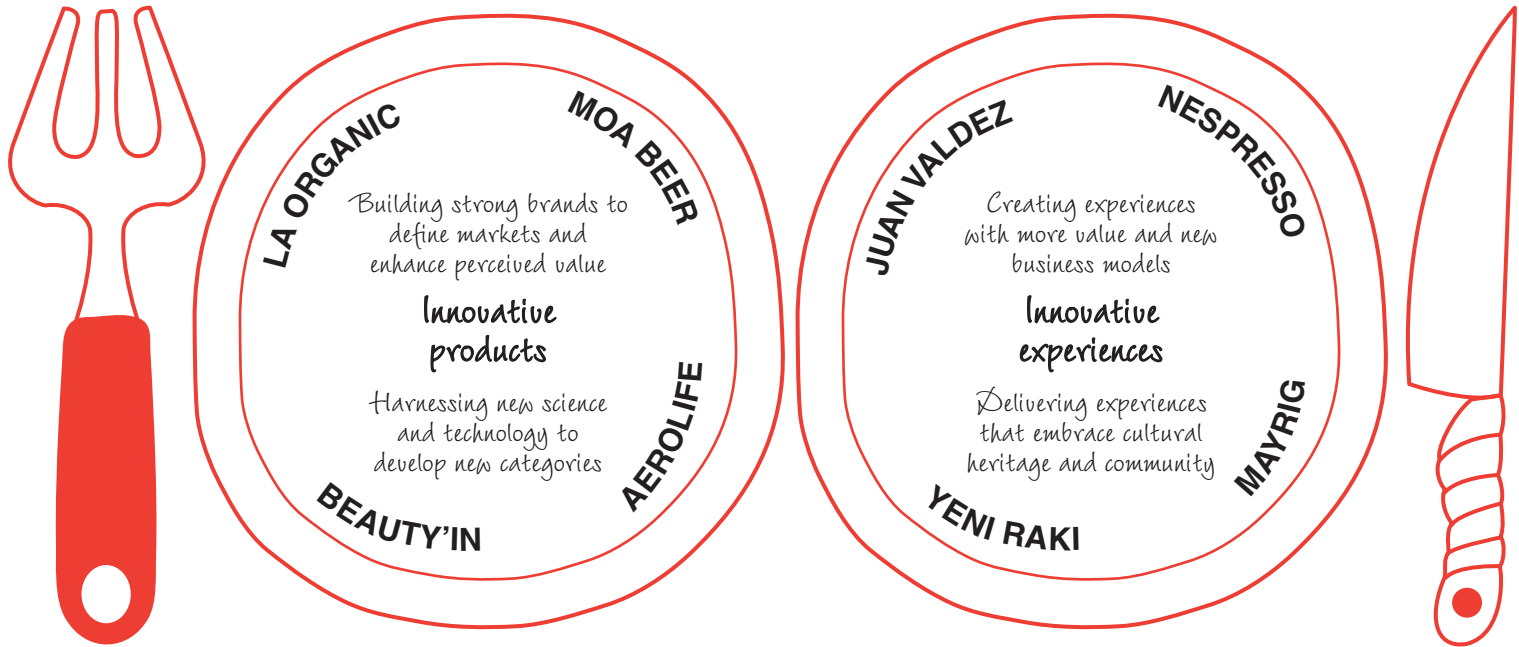 LA ORGANIC
MOA BEER
Building strong brands to
define markets and
enhance perceived value
Innovative
products
Harnessing new science
and technology to
develop new categories
AEROLIFE
BEAUTY’IN
JUAN VALDEZ
NESPRESSO
Creating experiences
with more value and new
business models
Innovative
experiences
Delivering experiences
that embrace cultural
heritage and community
MAYRIG
YENI RAKI